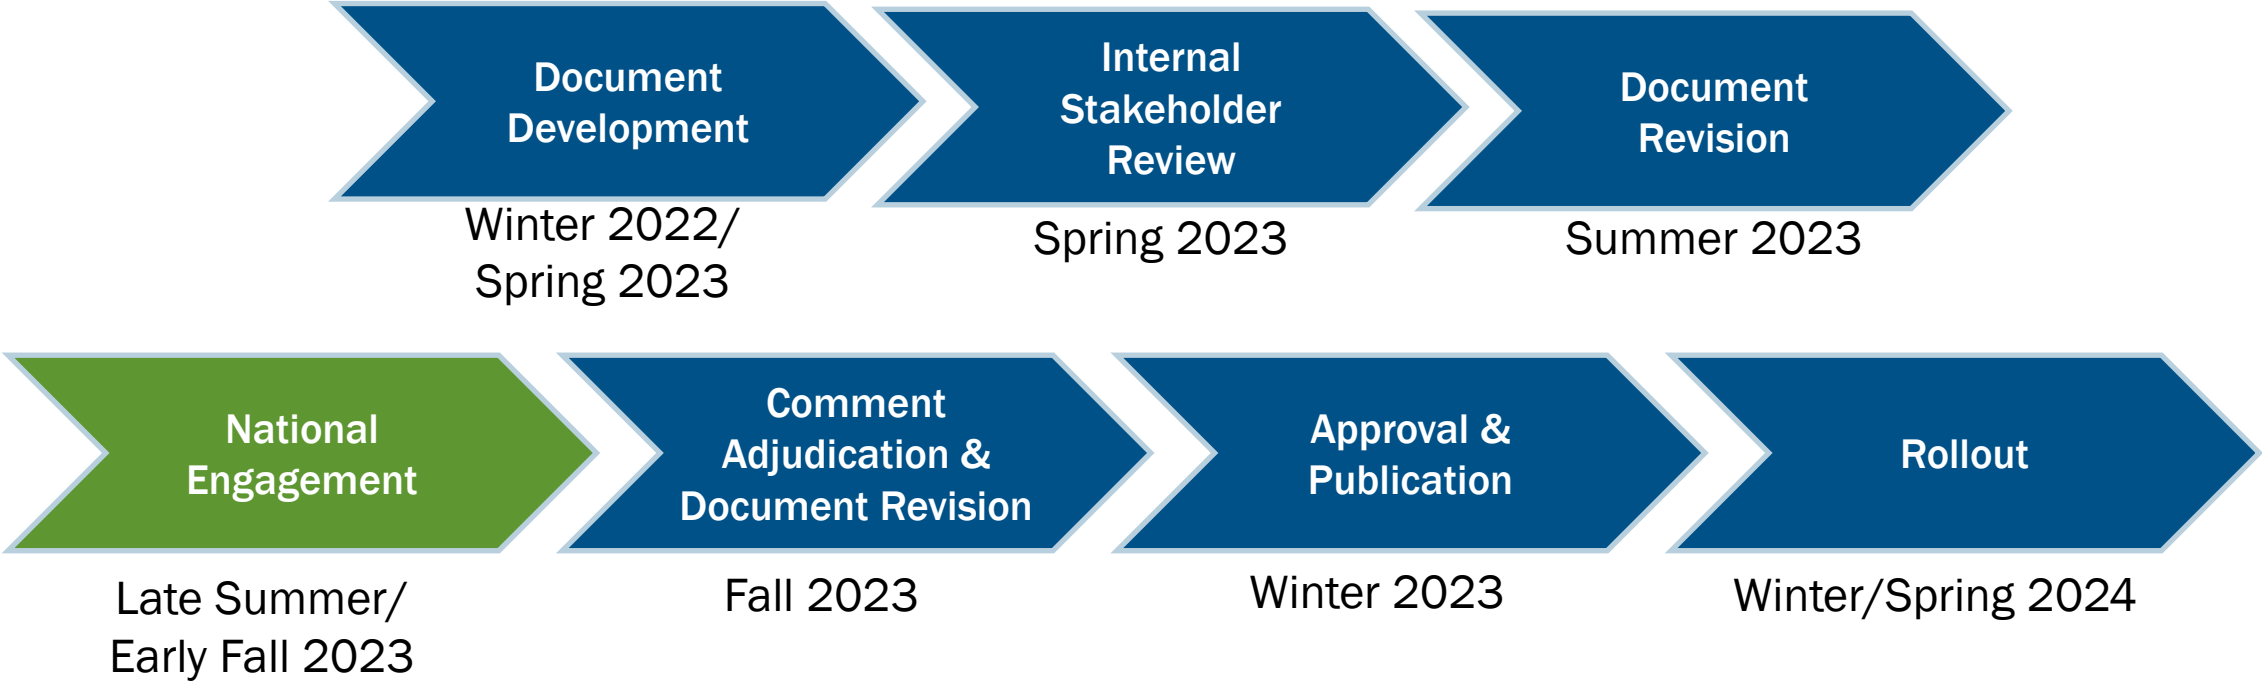 Document
Development
Winter 2022/
Spring 2023
Internal
Stakeholder
Review
Spring 2023
Document
Revision
Summer 2023
National
Engagement
Late Summer/
Early Fall 2023
Comment
Adjudication &
Document Revision
Fall 2023
Approval &
Publication
Winter 2023
Rollout
Winter/Spring 2024